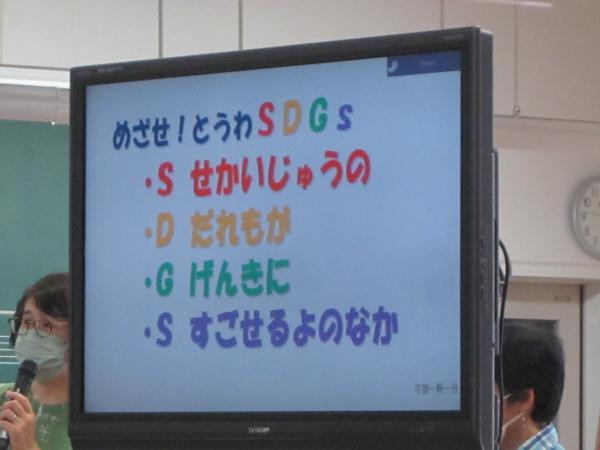 めざせ！とうわSDGs
・S せかいじゅうの
・D だれもが
・G げんきに
・S すごせるよのなか
SHARP